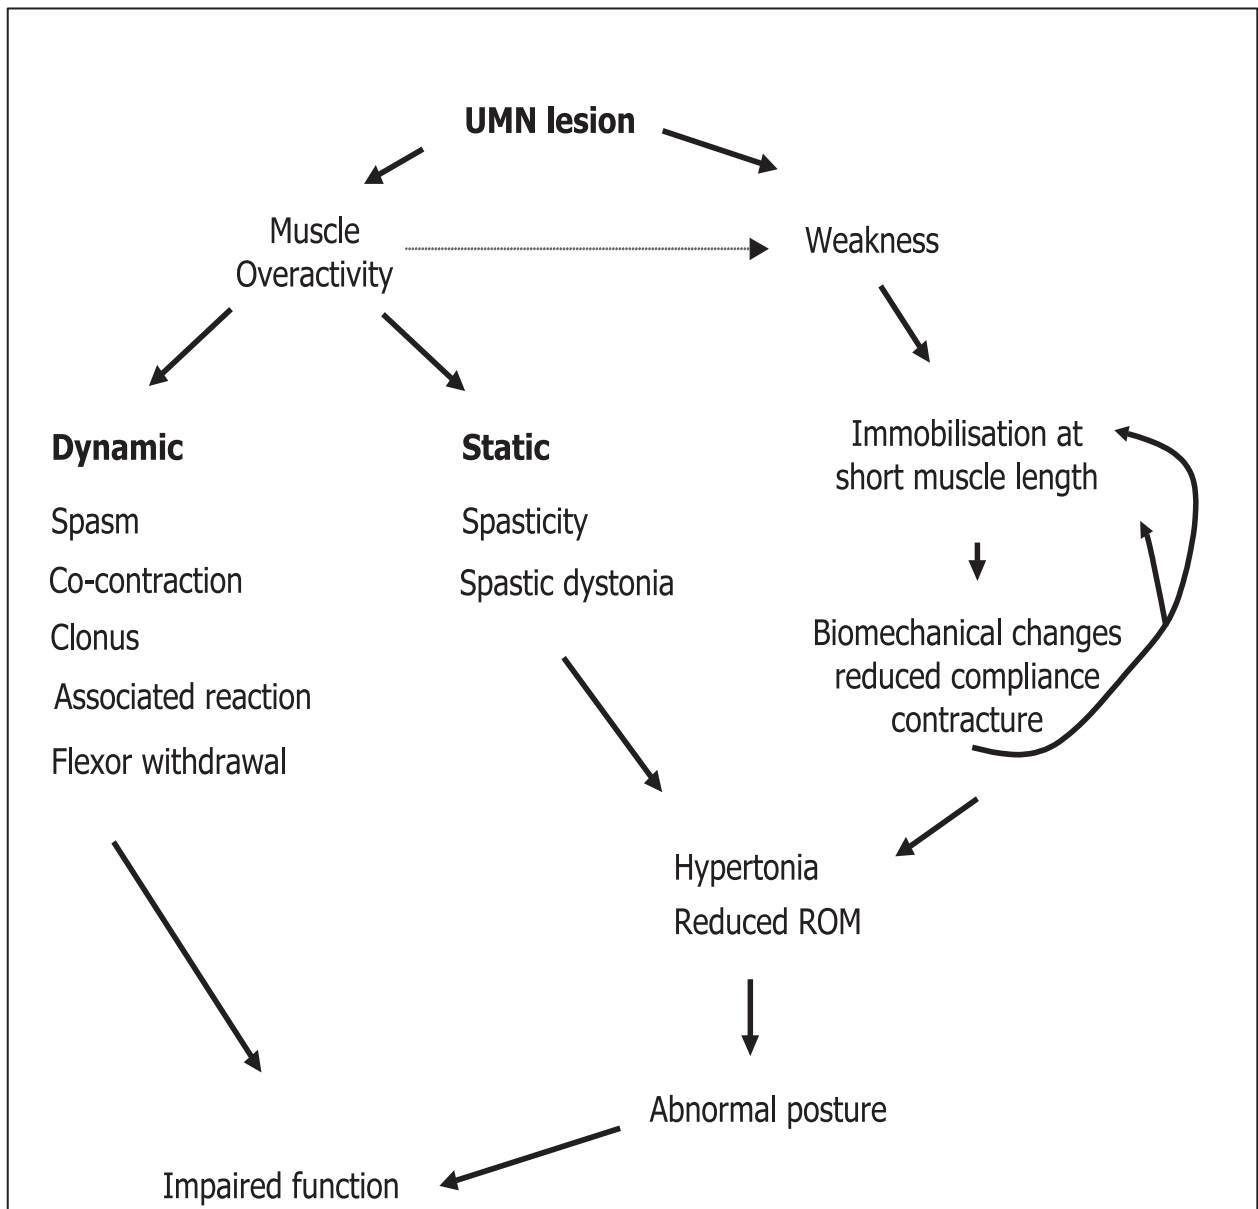 UMN lesion
Muscle
Overactivity
Weakness
Dynamic
Spasm
Co-contraction
Clonus
Associated reaction
Flexor withdrawal
Static
Spasticity
Spastic dystonia
Immobilisation at
short muscle length
Biomechanical changes
reduced compliance
contracture
Hypertonia
Reduced ROM
Abnormal posture
Impaired function